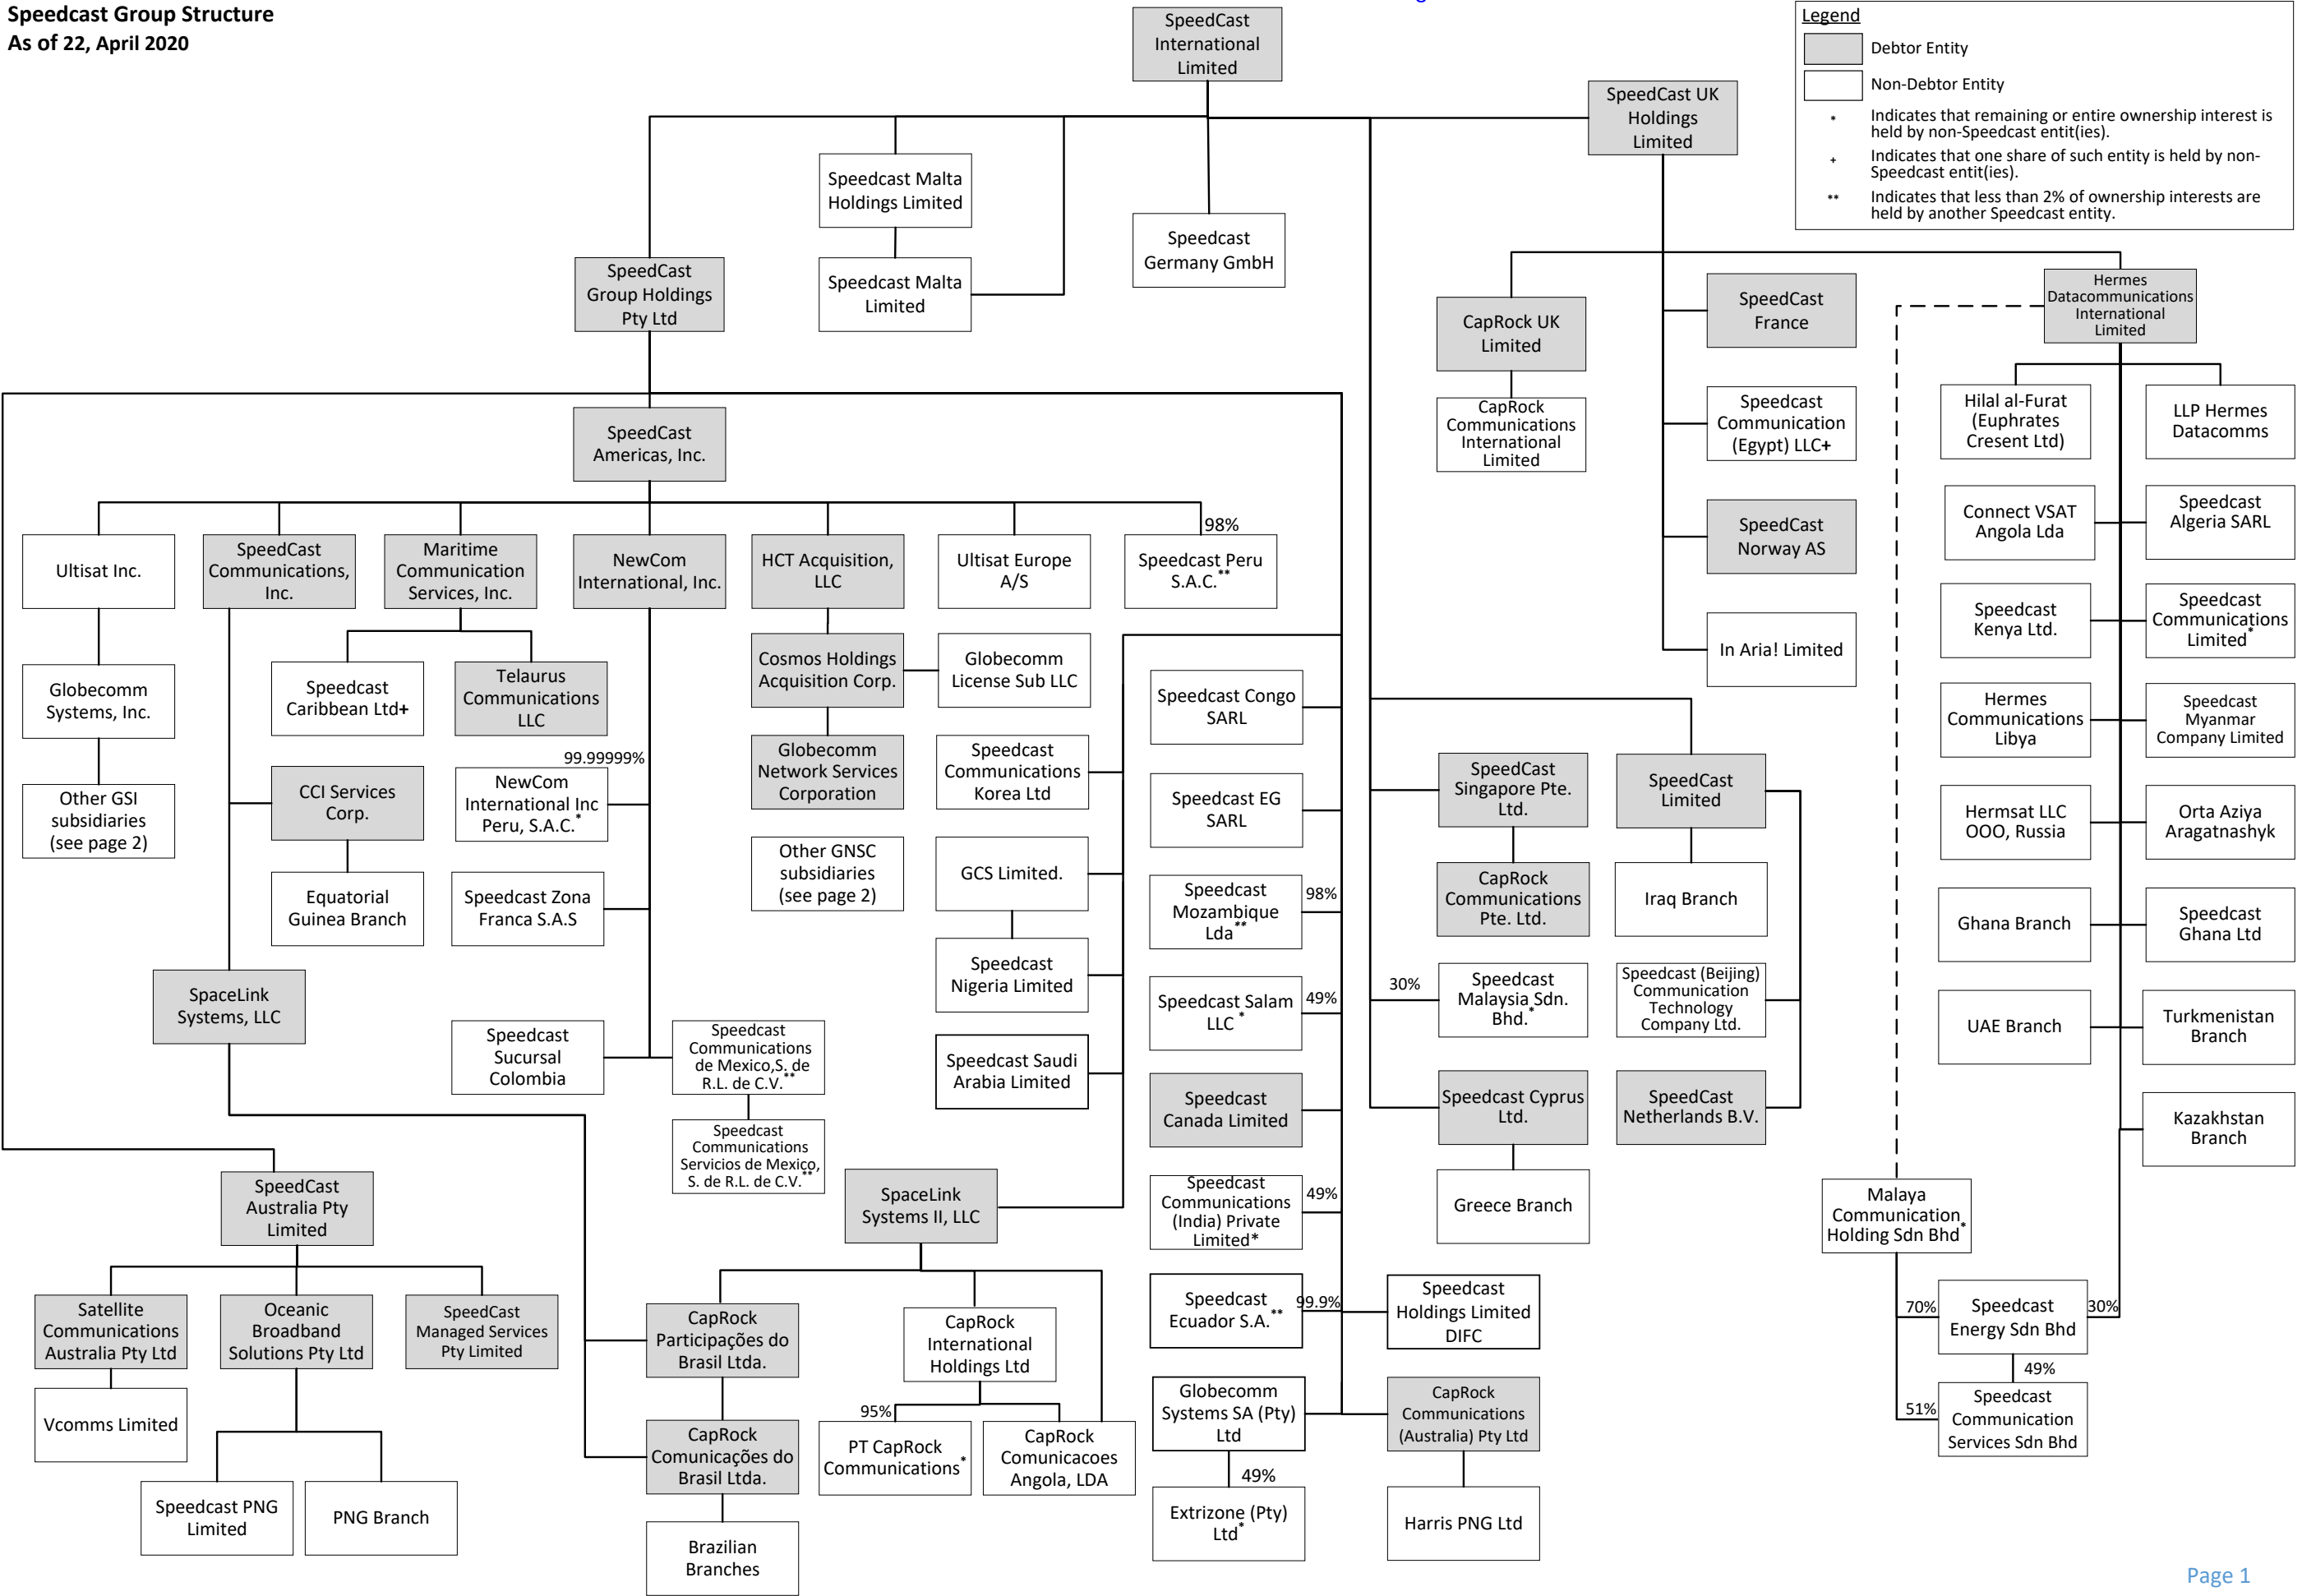 Speedcast Group Structure
As of 22, April 2020
g
SpeedCast
International
Limited
Legend
Debtor Entity
Non-Debtor Entity
* Indicates that remaining or entire ownership interest is
held by non-Speedcast entit(ies).
+ Indicates that one share of such entity is held by non-
Speedcast entit(ies).
** Indicates that less than 2% of ownership interests are
held by another Speedcast entity.
SpeedCast UK
Holdings
Limited
Speedcast Malta
Holdings Limited
Speedcast
Germany GmbH
SpeedCast
Group Holdings
Pty Ltd
Speedcast Malta
Limited
CapRock UK
Limited
SpeedCast
France
Hermes
Datacommunications
International
Limited
CapRock
Communications
International
Limited
Speedcast
Communication
(Egypt) LLC+
Hilal al-Furat
(Euphrates
Cresent Ltd)
LLP Hermes
Datacomms
SpeedCast
Americas, Inc.
SpeedCast
Norway AS
Connect VSAT
Angola Lda
Speedcast
Algeria SARL
Ultisat Inc.
SpeedCast
Communications,
Inc.
Maritime
Communication
Services, Inc.
NewCom
International, Inc.
HCT Acquisition,
LLC
Ultisat Europe
A/S
98%
Speedcast Peru
S.A.C.**
In Aria! Limited
Speedcast
Kenya Ltd.
Speedcast
Communications
Limited*
Globecomm
Systems, Inc.
Speedcast
Caribbean Ltd+
Telaurus
Communications
LLC
Cosmos Holdings
Acquisition Corp.
Globecomm
License Sub LLC
Speedcast Congo
SARL
Hermes
Communications
Libya
Speedcast
Myanmar
Company Limited
Other GSI
subsidiaries
(see page 2)
CCI Services
Corp.
99.99999%
NewCom
International Inc
Peru, S.A.C.*
Globecomm
Network Services
Corporation
Speedcast
Communications
Korea Ltd
Speedcast EG
SARL
SpeedCast
Singapore Pte.
Ltd.
SpeedCast
Limited
Hermsat LLC
OOO, Russia
Orta Aziya
Aragatnashyk
Equatorial
Guinea Branch
Speedcast Zona
Franca S.A.S
Other GNSC
subsidiaries
(see page 2)
GCS Limited.
Speedcast
Mozambique
Lda**
98%
CapRock
Communications
Pte. Ltd.
Iraq Branch
Ghana Branch
Speedcast
Ghana Ltd
SpaceLink
Systems, LLC
Speedcast
Nigeria Limited
Speedcast Salam
LLC *
49%
30%
Speedcast
Malaysia Sdn.
Bhd.*
Speedcast (Beijing)
Communication
Technology
Company Ltd.
UAE Branch
Turkmenistan
Branch
Speedcast
Sucursal
Colombia
Speedcast
Communications
de Mexico,S. de
R.L. de C.V.**
Speedcast Saudi
Arabia Limited
Speedcast
Canada Limited
Speedcast Cyprus
Ltd.
SpeedCast
Netherlands B.V.
Kazakhstan
Branch
Speedcast
Communications
Servicios de Mexico,
S. de R.L. de C.V.**
SpeedCast
Australia Pty
Limited
SpaceLink
Systems II, LLC
Speedcast
Communications
(India) Private
Limited*
49%
Greece Branch
Malaya
Communication
Holding Sdn Bhd*
Satellite
Communications
Australia Pty Ltd
Oceanic
Broadband
Solutions Pty Ltd
SpeedCast
Managed Services
Pty Limited
CapRock
Participações do
Brasil Ltda.
CapRock
International
Holdings Ltd
Speedcast
Ecuador S.A.**
99.9%
Speedcast
Holdings Limited
DIFC
70%
Speedcast
Energy Sdn Bhd
30%
Vcomms Limited
CapRock
Comunicações do
Brasil Ltda.
95%
PT CapRock
Communications*
CapRock
Comunicacoes
Angola, LDA
Globecomm
Systems SA (Pty)
Ltd
CapRock
Communications
(Australia) Pty Ltd
49%
51%
Speedcast
Communication
Services Sdn Bhd
Speedcast PNG
Limited
PNG Branch
Brazilian
Branches
49%
Extrizone (Pty)
Ltd*
Harris PNG Ltd
Page 1